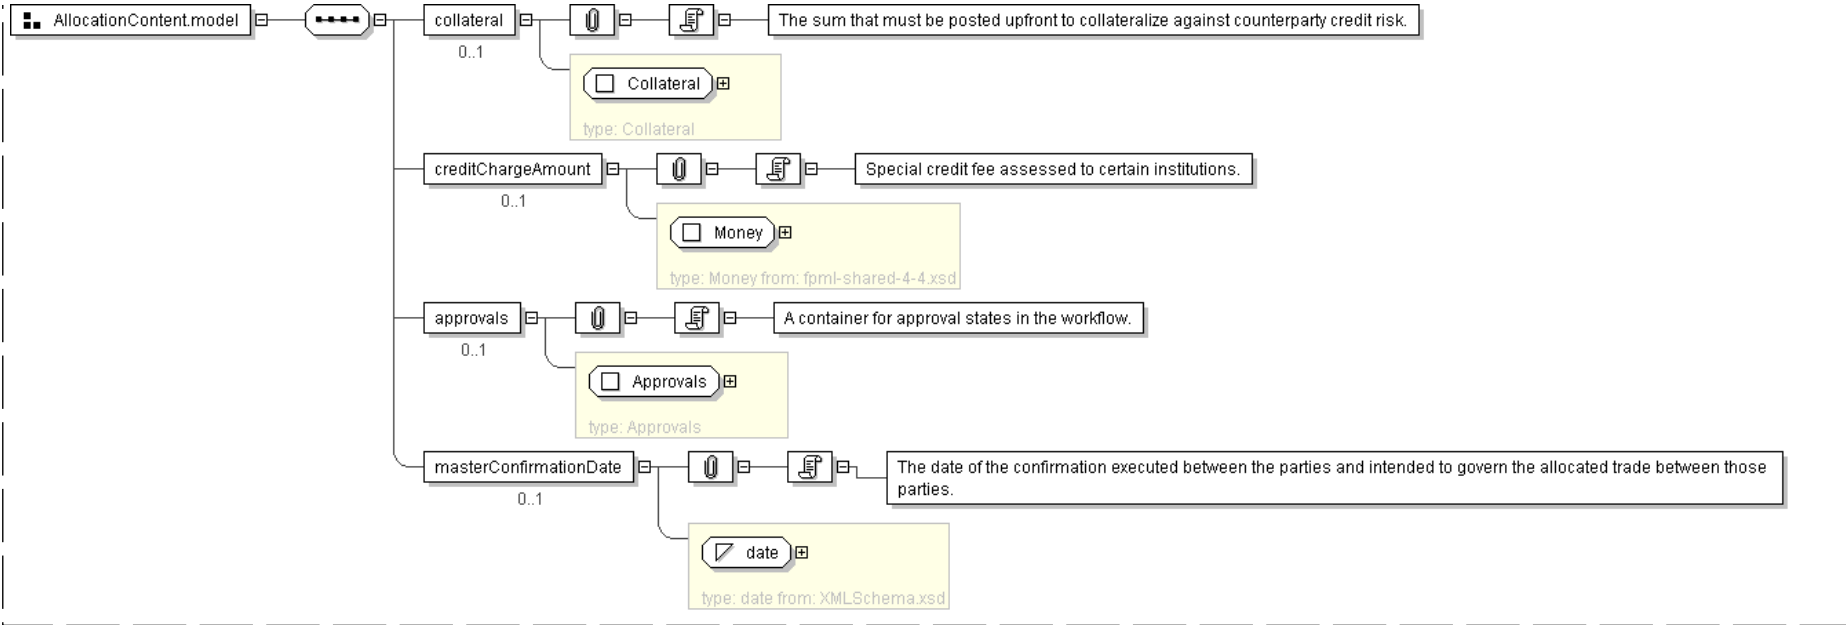 AllocationContent.model
collateral
The sum that must be posted upfront to collateralize against counterparty credit risk.
0..1
Collateral
type: Collateral
creditChargeAmount
Special credit fee assessed to certain institutions.
0..1
Money
type: Money from: fpml-shared-4-4.xsd
approvals
A container for approval states in the workflow.
0..1
Approvals
type: Approvals
masterConfirmationDate
The date of the confirmation executed between the parties and intended to govern the allocated trade between those
parties.
0..1
date
type: date from: XMLSchema.xsd